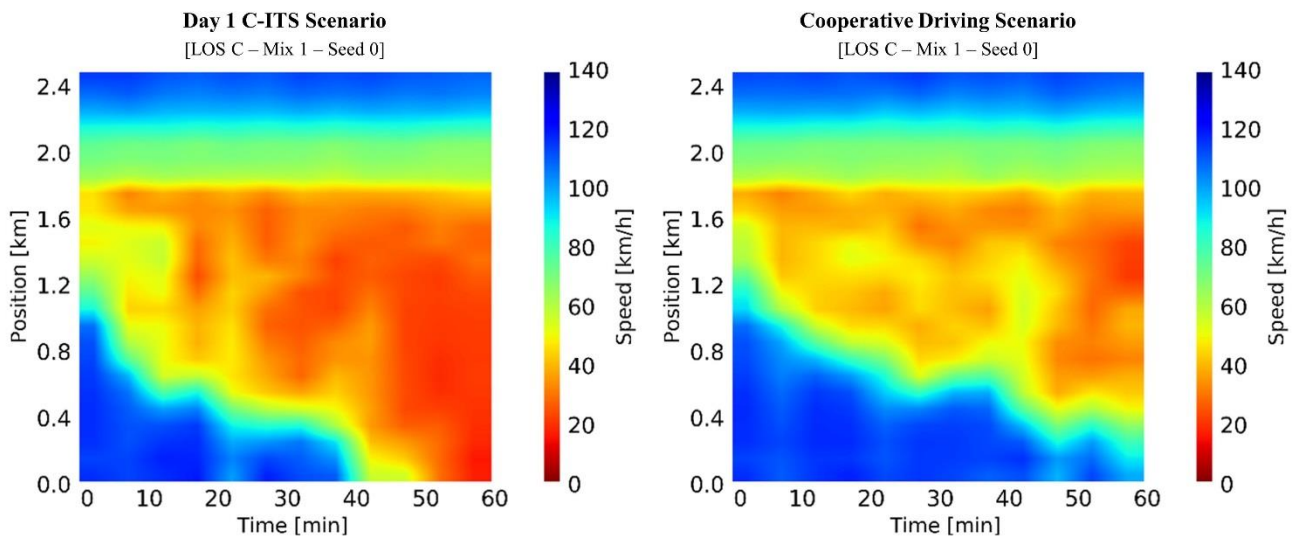 Day 1 C-ITS Scenario
[LOS C – Mix 1 – Seed 0]
2.4
2.0
1.6
1.2
0.8
0.4
0.0
Position [km]
0 10 20 30 40 50 60
Time [min]
140
120
100
80
60
40
20
0
Speed [km/h]
Cooperative Driving Scenario
[LOS C – Mix 1 – Seed 0]
2.4
2.0
1.6
1.2
0.8
0.4
0.0
Position [km]
0 10 20 30 40 50 60
Time [min]
140
120
100
80
60
40
20
0
Speed [km/h]